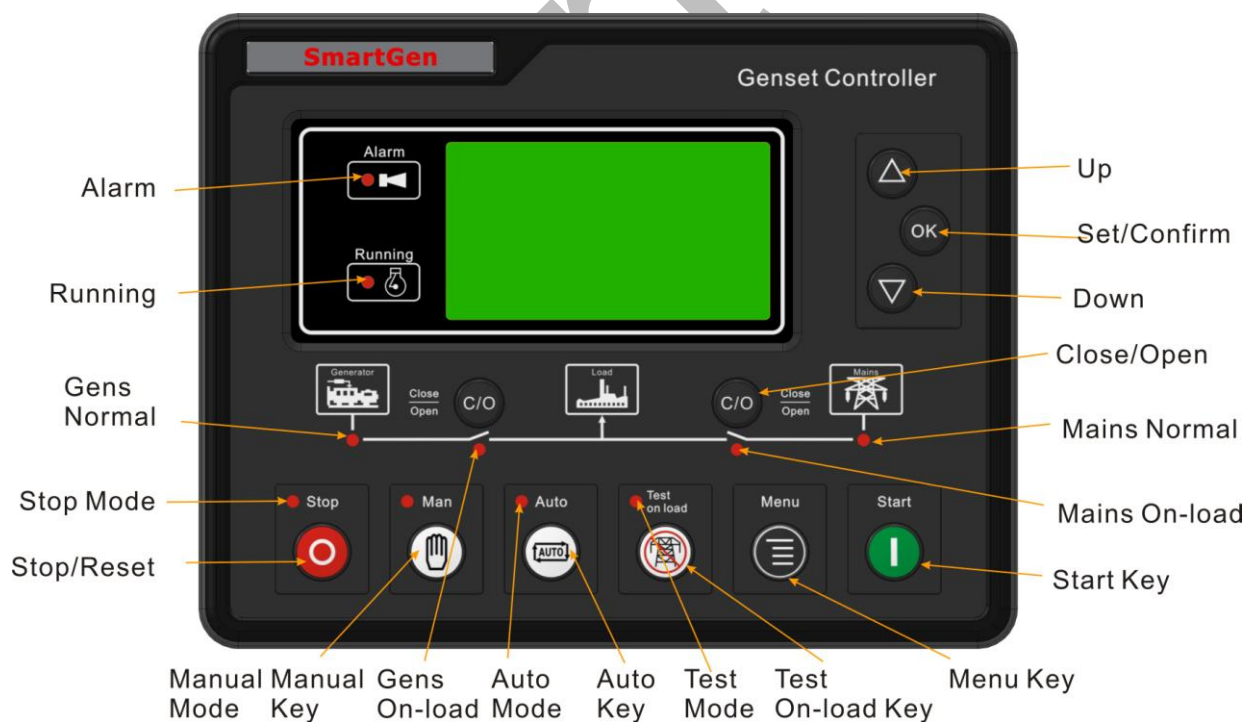 SmartGen
Genset Controller
Alarm
Alarm
Up
OK
Set/Confirm
Running
Running
Down
Close/Open
Gens
Normal
Generator
Close
Open
C/O
Load
C/O
Close
Open
Mains
Mains Normal
Stop Mode
Stop
Man
Auto
Test
on load
Menu
Start
Mains On-load
Stop/Reset
AUTO
Start Key
Manual
Mode
Manual
Key
Gens
On-load
Auto
Mode
Auto
Key
Test
Mode
Test
On-load Key
Menu Key